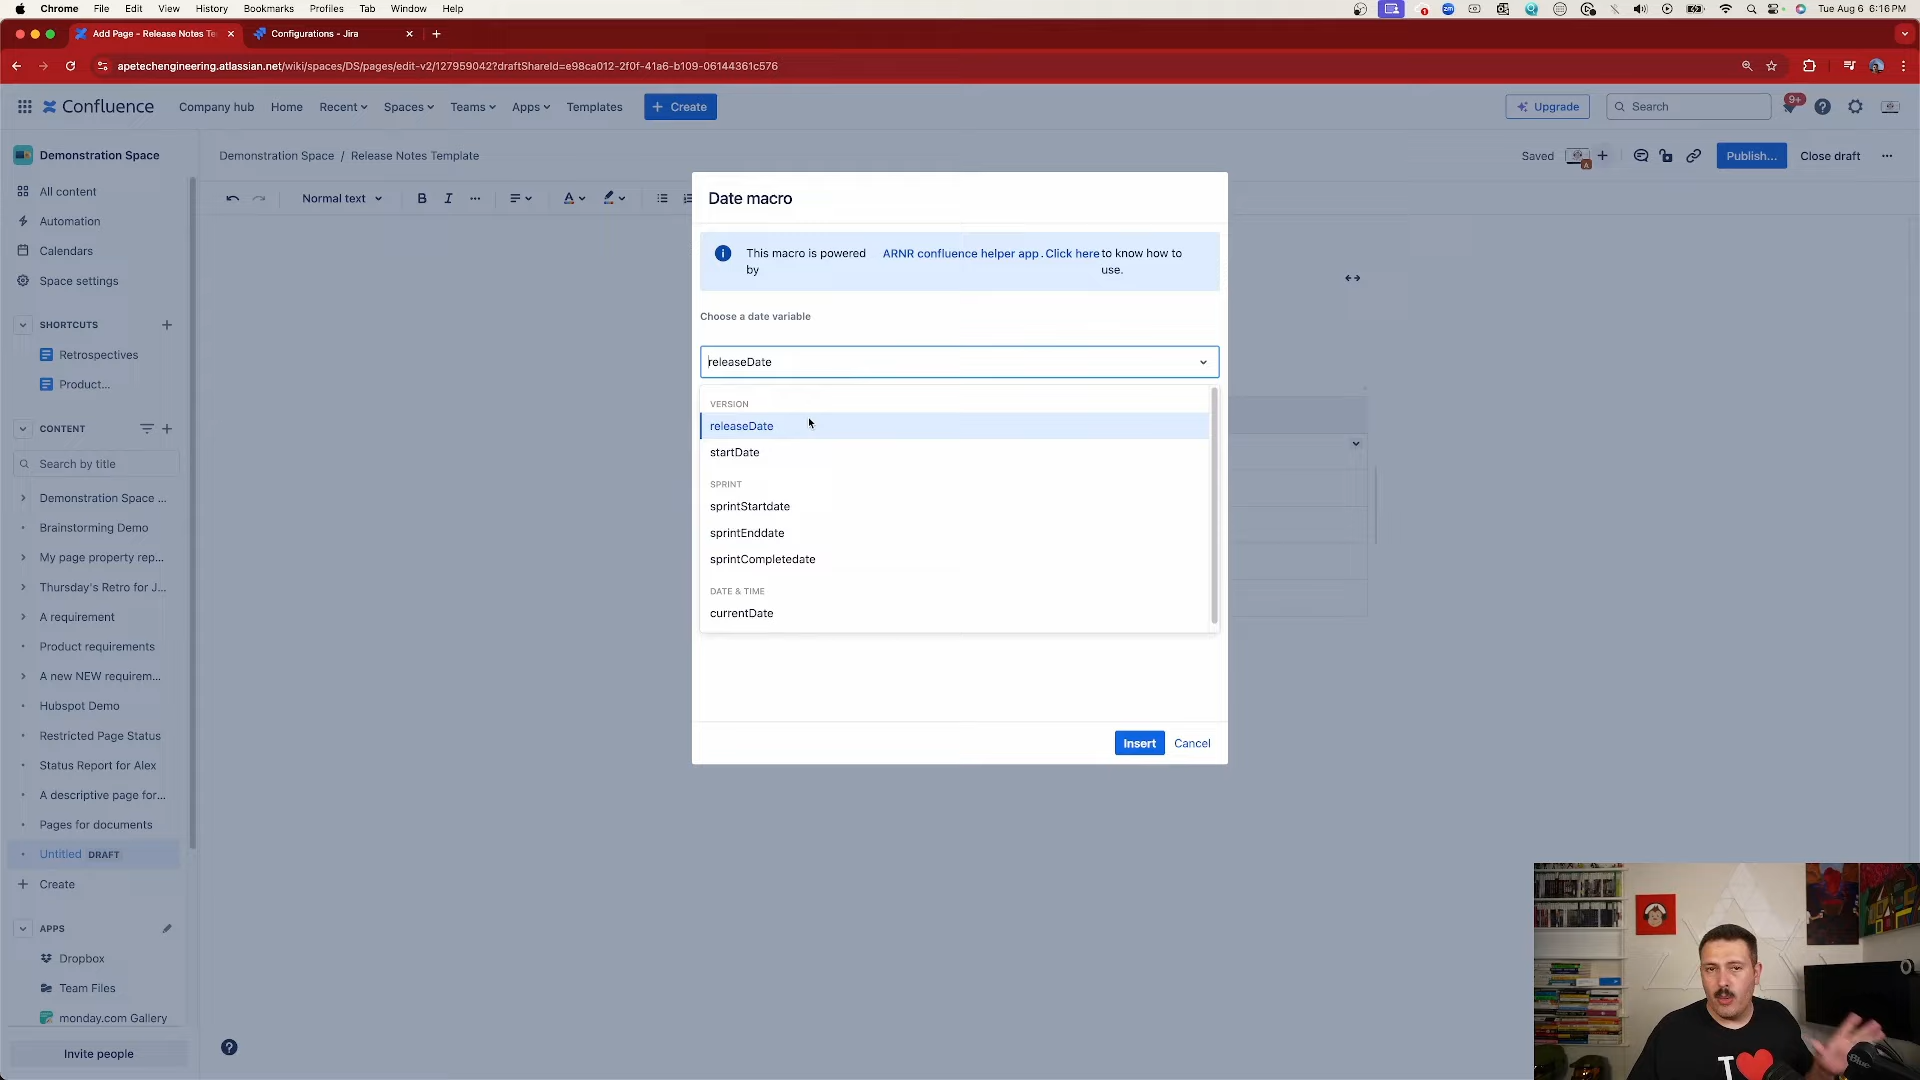 Chrome File Edit View History Bookmarks Profiles Tab Window Help
Tue Aug 6 6:16 PM
Add Page - Release Notes Te
Configurations - Jira
apetechengineering.atlassian.net/wiki/spaces/DS/pages/edit-v2/127959042?draftShareId=e98ca012-2f0f-41a6-b109-06144361c576
Confluence Company hub Home Recent Spaces Teams Apps Templates Create
Upgrade Search 9+
Demonstration Space
Demonstration Space / Release Notes Template
Saved A Publish... Close draft
Normal text B I A
All content
Automation
Calendars
Space settings
SHORTCUTS
Retrospectives
Product...
CONTENT
Search by title
Demonstration Space ...
Brainstorming Demo
My page property rep...
Thursday's Retro for J...
A requirement
Product requirements
A new NEW requirem...
Hubspot Demo
Restricted Page Status
Status Report for Alex
A descriptive page for...
Pages for documents
Untitled DRAFT
Create
APPS
Dropbox
Team Files
monday.com Gallery
Invite people
Date macro
This macro is powered by ARNR confluence helper app. Click here to know how to use.
Choose a date variable
releaseDate
VERSION
releaseDate
startDate
SPRINT
sprintStartdate
sprintEnddate
sprintCompletedate
DATE & TIME
currentDate
Insert Cancel
I
Blue